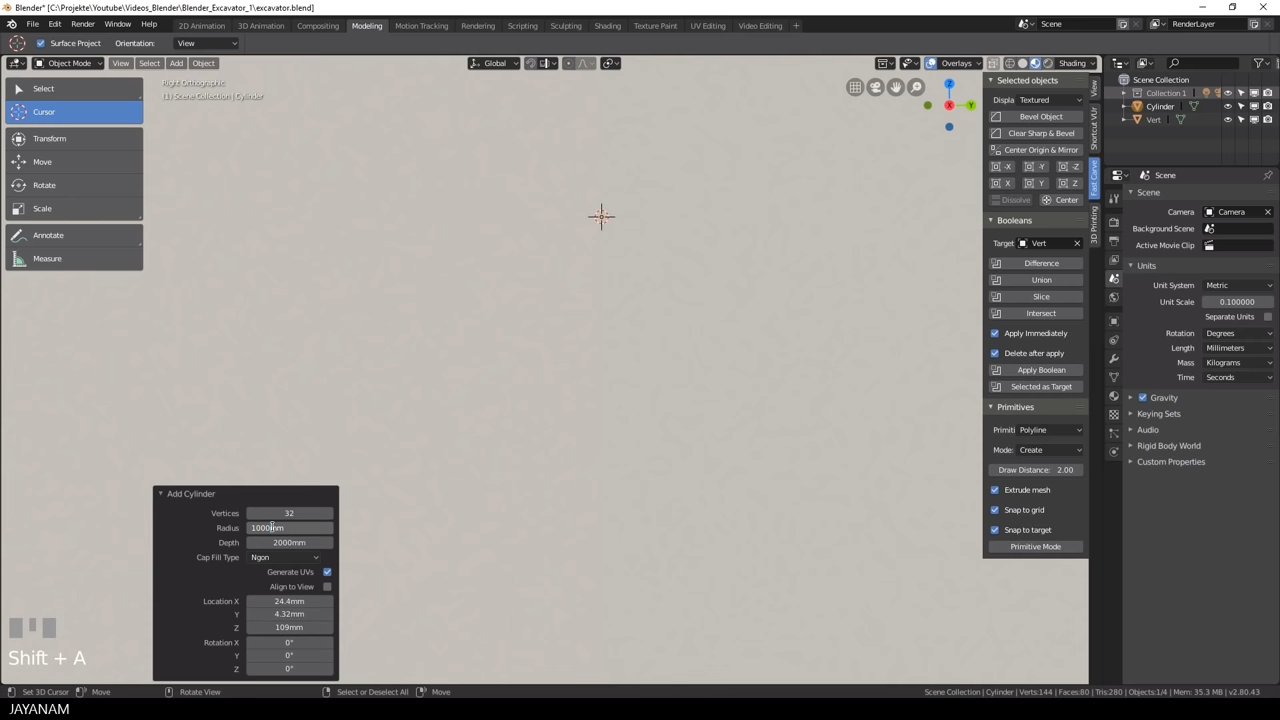 Blender* [C:\Projekte\Youtube\Videos_Blender\Blender_Excavator_1\excavator.blend]
File Edit Render Window Help 2D Animation 3D Animation Compositing Modeling Motion Tracking Rendering Scripting Sculpting Shading Texture Paint UV Editing Video Editing + Scene RenderLayer
Surface Project Orientation: View
Object Mode View Select Add Object Global Overlays Shading
Right Orthographic
(1) Scene Collection | Cylinder
Select
Cursor
Transform
Move
Rotate
Scale
Annotate
Measure
Z
X
Y
Selected objects
Displa Textured
Bevel Object
Clear Sharp & Bevel
Center Origin & Mirror
-X -Y -Z
X Y Z
Dissolve Center
Booleans
Target Vert
Difference
Union
Slice
Intersect
Apply Immediately
Delete after apply
Apply Boolean
Selected as Target
Primitives
Primiti Polyline
Mode: Create
Draw Distance: 2.00
Extrude mesh
Snap to grid
Snap to target
Primitive Mode
View
Shortcut VUr
Fast Carve
3D Printing
Scene Collection
Collection 1
Cylinder
Vert
Scene
Scene
Camera Camera
Background Scene
Active Movie Clip
Units
Unit System Metric
Unit Scale 0.100000
Separate Units
Rotation Degrees
Length Millimeters
Mass Kilograms
Time Seconds
Gravity
Keying Sets
Audio
Rigid Body World
Custom Properties
Add Cylinder
Vertices 32
Radius 1000mm
Depth 2000mm
Cap Fill Type Ngon
Generate UVs
Align to View
Location X 24.4mm
Y 4.32mm
Z 109mm
Rotation X 0°
Y 0°
Z 0°
Shift + A
Set 3D Cursor Move Rotate View Select or Deselect All Move Scene Collection | Cylinder | Verts:144 | Faces:80 | Tris:280 | Objects:1/4 | Mem: 35.3 MB | v2.80.43
JAYANAM